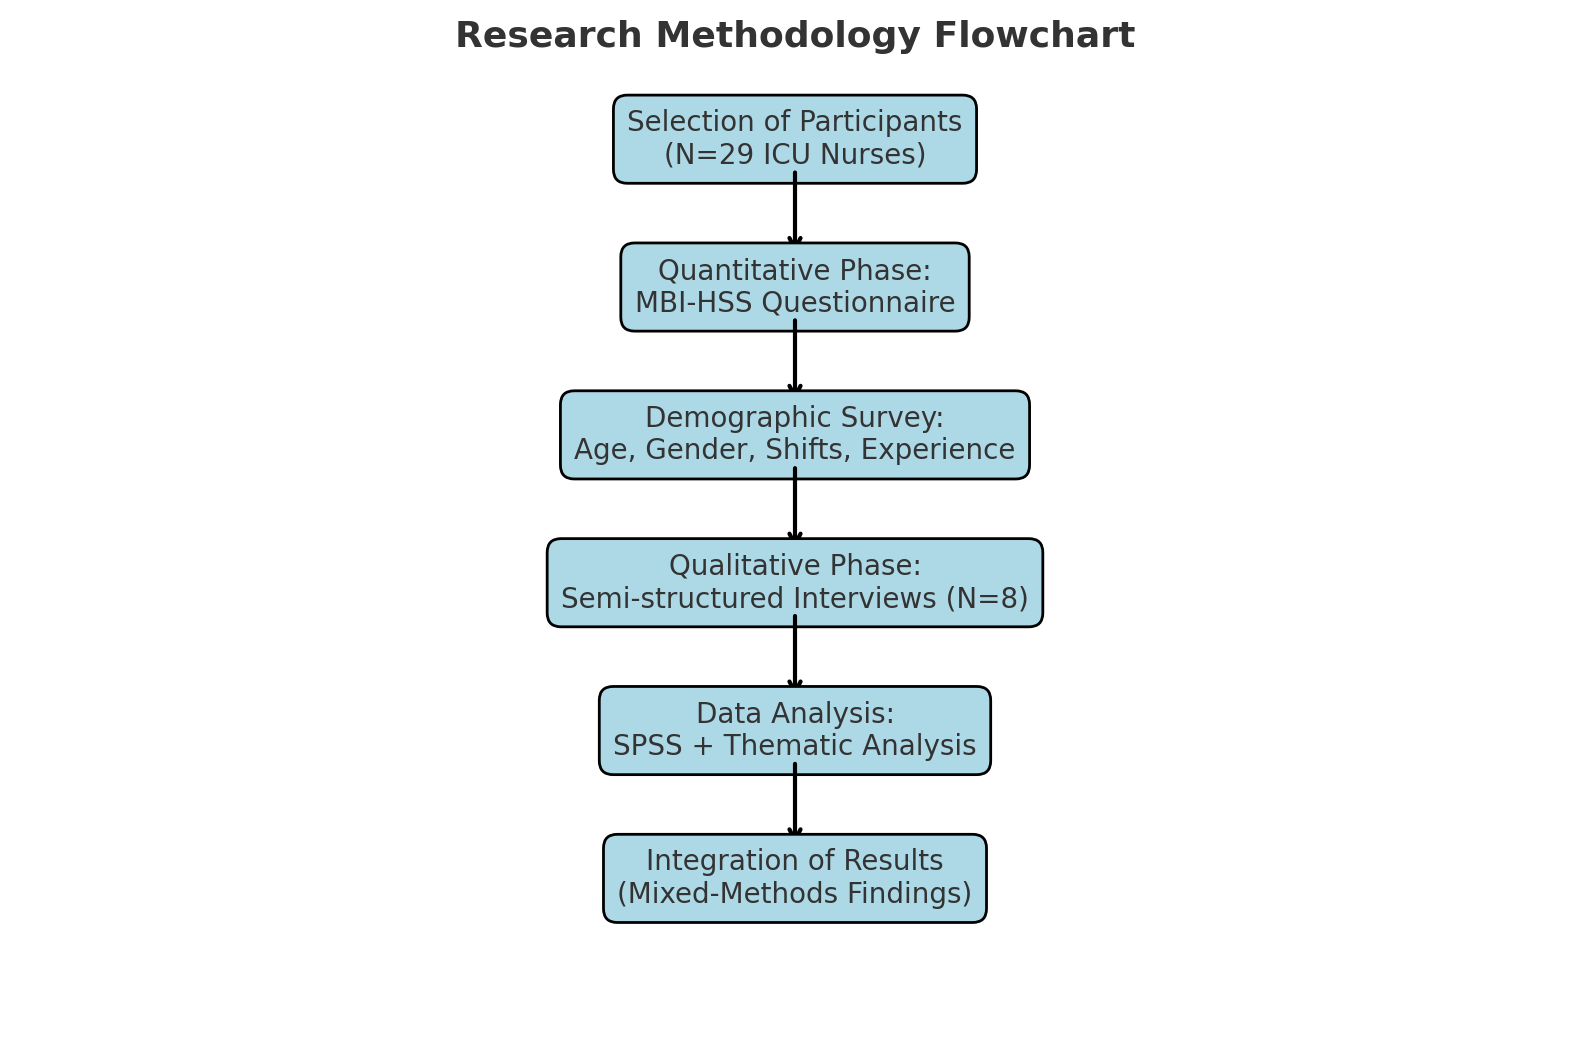 Research Methodology Flowchart
Selection of Participants
(N=29 ICU Nurses)
Quantitative Phase:
MBI-HSS Questionnaire
Demographic Survey:
Age, Gender, Shifts, Experience
Qualitative Phase:
Semi-structured Interviews (N=8)
Data Analysis:
SPSS + Thematic Analysis
Integration of Results
(Mixed-Methods Findings)